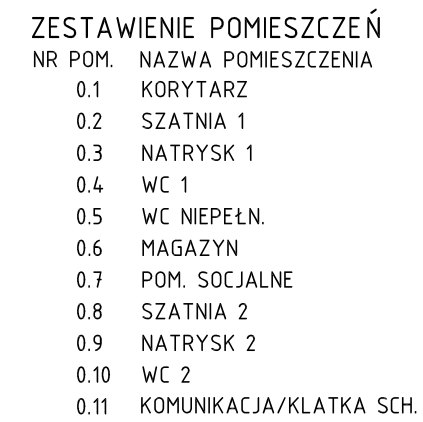 ZESTAWIENIE POMIESZCZEŃ
NR POM. NAZWA POMIESZCZENIA
0.1 KORYTARZ
0.2 SZATNIA 1
0.3 NATRYSK 1
0.4 WC 1
0.5 WC NIEPEŁN.
0.6 MAGAZYN
0.7 POM. SOCJALNE
0.8 SZATNIA 2
0.9 NATRYSK 2
0.10 WC 2
0.11 KOMUNIKACJA/KLATKA SCH.